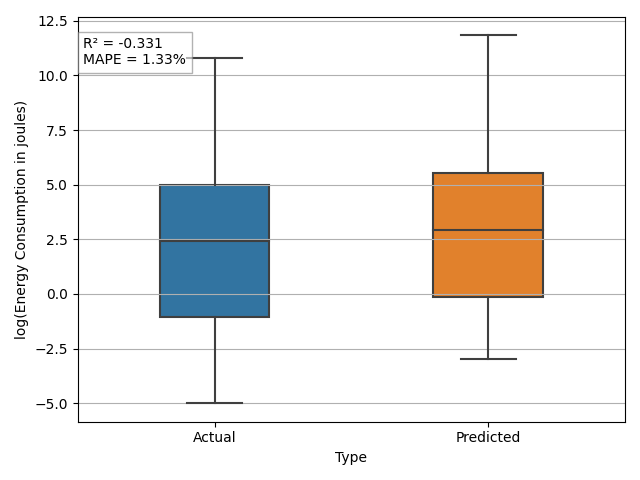 12.5
10.0
7.5
5.0
2.5
0.0
−2.5
−5.0
log(Energy Consumption in joules)
R² = -0.331
MAPE = 1.33%
Actual
Predicted
Type